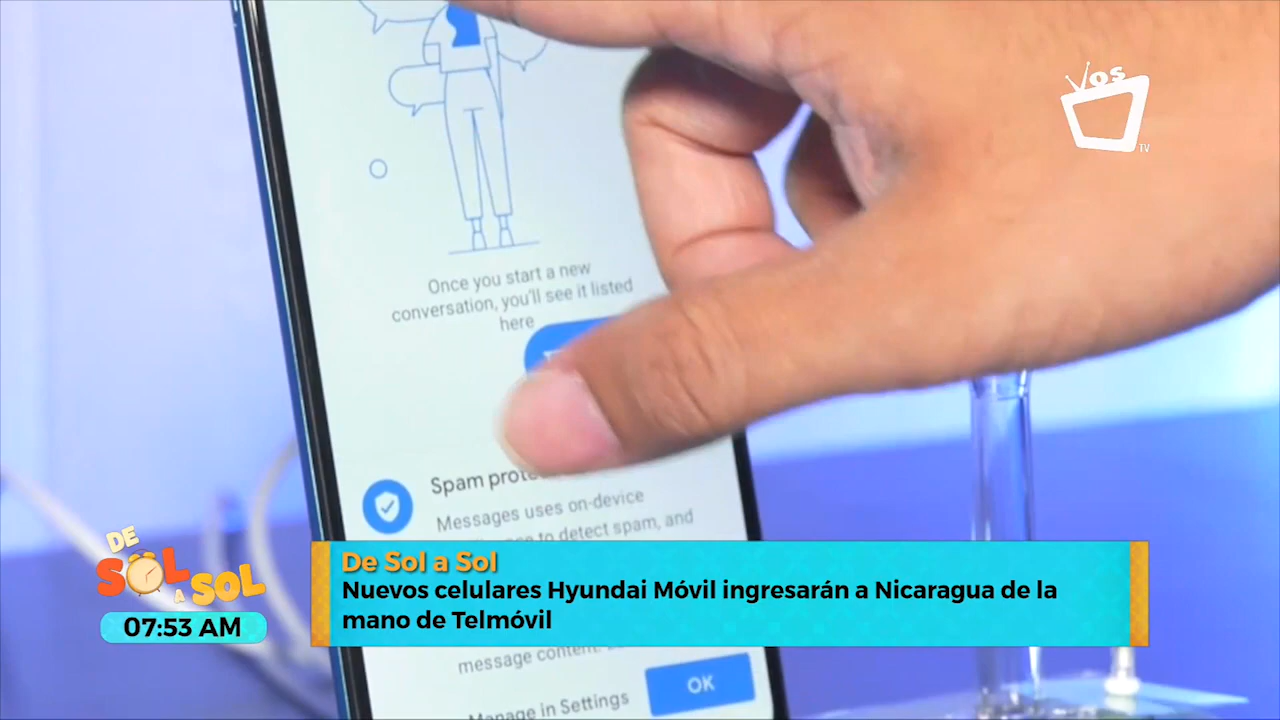 VOS
TV
Once you start a new
conversation, you'll see it listed
here
Spam
Messages uses on-device
to detect spam, and
De Sol a Sol
Nuevos celulares Hyundai Móvil ingresarán a Nicaragua de la
mano de Telmóvil
DE
SOL
A SOL
07:53 AM
message content.
Manage in Settings
OK